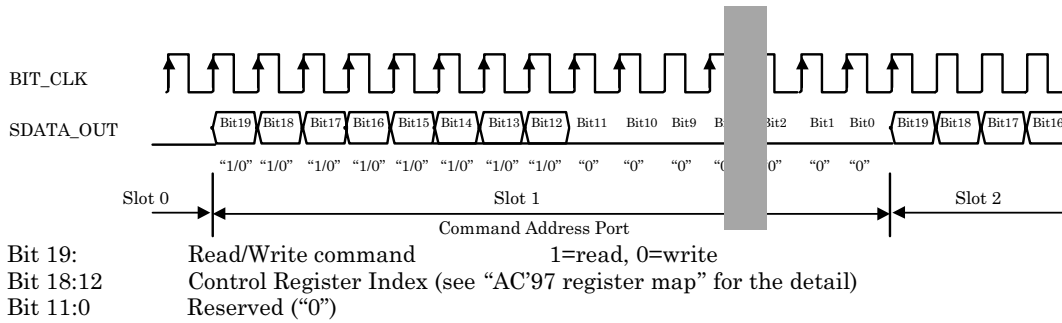 BIT_CLK
SDATA_OUT
Bit19 Bit18 Bit17 Bit16 Bit15 Bit14 Bit13 Bit12 Bit11 Bit10 Bit9 Bit1 Bit0 Bit19 Bit18 Bit17 Bit16
“1/0” “1/0” “1/0” “1/0” “1/0” “1/0” “1/0” “1/0” “0” “0” “0” “0” “0”
Slot 0 Slot 1 Slot 2
Command Address Port
Bit 19: Read/Write command 1=read, 0=write
Bit 18:12 Control Register Index (see “AC’97 register map” for the detail)
Bit 11:0 Reserved (“0”)